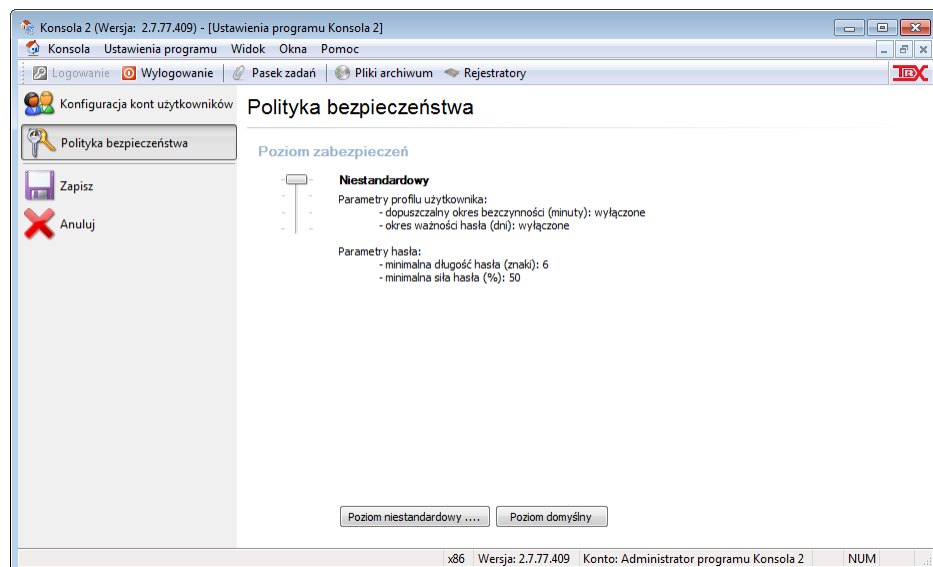 Konsola 2 (Wersja: 2.7.77.409) - [Ustawienia programu Konsola 2]
Konsola Ustawienia programu Widok Okna Pomoc
Logowanie Wylogowanie Pasek zadań Pliki archiwum Rejestratory TRX
Konfiguracja kont użytkowników
Polityka bezpieczeństwa
Zapisz
Anuluj
Polityka bezpieczeństwa
Poziom zabezpieczeń
Niestandardowy
Parametry profilu użytkownika:
- dopuszczalny okres bezczynności (minuty): wyłączone
- okres ważności hasła (dni): wyłączone
Parametry hasła:
- minimalna długość hasła (znaki): 6
- minimalna siła hasła (%): 50
Poziom niestandardowy .... Poziom domyślny
x86 Wersja: 2.7.77.409 Konto: Administrator programu Konsola 2 NUM